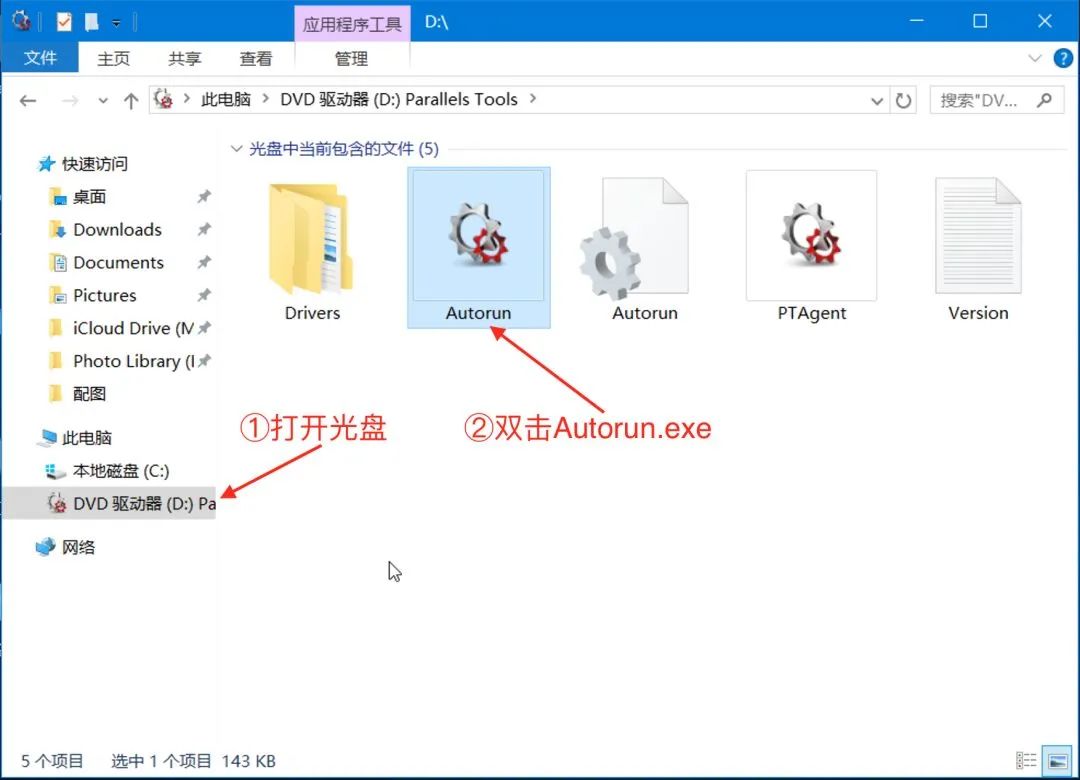 应用程序工具
D:\
文件
主页
共享
查看
管理
此电脑
DVD 驱动器 (D:) Parallels Tools
搜索"DV...
快速访问
桌面
Downloads
Documents
Pictures
iCloud Drive (M
Photo Library (I
配图
此电脑
本地磁盘 (C:)
DVD 驱动器 (D:) Pa
网络
光盘中当前包含的文件 (5)
Drivers
Autorun
Autorun
PTAgent
Version
①打开光盘
②双击Autorun.exe
5 个项目
选中 1 个项目 143 KB